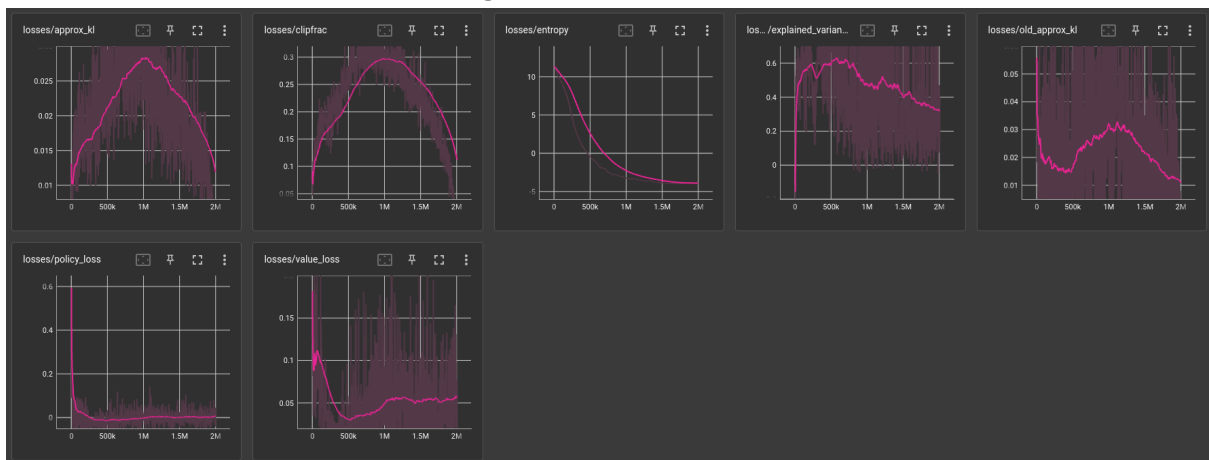 losses/approx_kl
0.025
0.02
0.015
0.01
0 500k 1M 1.5M 2M
losses/clipfrac
0.3
0.25
0.2
0.15
0.1
0.05
0 500k 1M 1.5M 2M
losses/entropy
10
5
0
-5
0 500k 1M 1.5M 2M
los... /explained_varian...
0.6
0.4
0.2
0
0 500k 1M 1.5M 2M
losses/old_approx_kl
0.05
0.04
0.03
0.02
0.01
0 500k 1M 1.5M 2M
losses/policy_loss
0.6
0.4
0.2
0
0 500k 1M 1.5M 2M
losses/value_loss
0.15
0.1
0.05
0 500k 1M 1.5M 2M